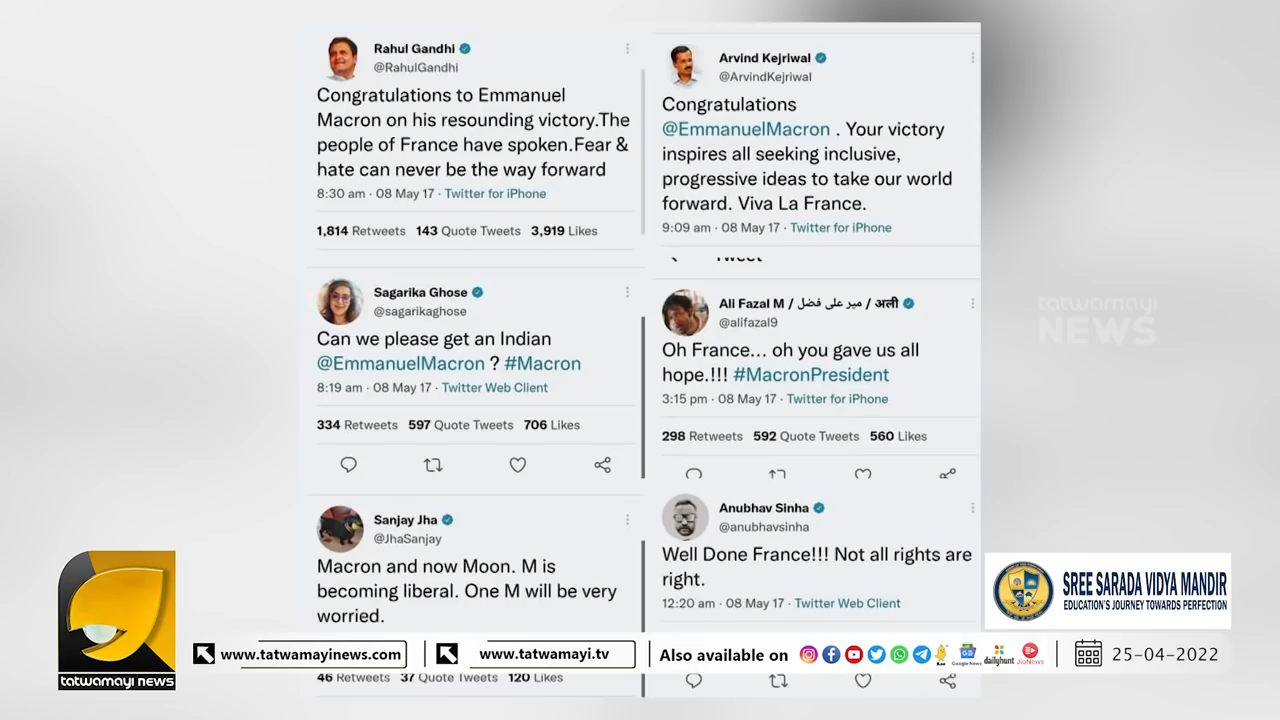 Rahul Gandhi
@RahulGandhi
Congratulations to Emmanuel
Macron on his resounding victory.The
people of France have spoken.Fear &
hate can never be the way forward
8:30 am · 08 May 17 · Twitter for iPhone
1,814 Retweets 143 Quote Tweets 3,919 Likes
Arvind Kejriwal
@ArvindKejriwal
Congratulations
@EmmanuelMacron . Your victory
inspires all seeking inclusive,
progressive ideas to take our world
forward. Viva La France.
9:09 am · 08 May 17 · Twitter for iPhone
Tweet
Sagarika Ghose
@sagarikaghose
Can we please get an Indian
@EmmanuelMacron ? #Macron
8:19 am · 08 May 17 · Twitter Web Client
334 Retweets 597 Quote Tweets 706 Likes
Ali Fazal M / میر علی فضل / अली
@alifazal9
Oh France... oh you gave us all
hope.!!! #MacronPresident
3:15 pm · 08 May 17 · Twitter for iPhone
298 Retweets 592 Quote Tweets 560 Likes
Sanjay Jha
@JhaSanjay
Macron and now Moon. M is
becoming liberal. One M will be very
worried.
46 Retweets 37 Quote Tweets 120 Likes
Anubhav Sinha
@anubhavsinha
Well Done France!!! Not all rights are
right.
12:20 am · 08 May 17 · Twitter Web Client
tatwamayi
NEWS
SREE SARADA VIDYA MANDIR
EDUCATION'S JOURNEY TOWARDS PERFECTION
tatwamayi news
www.tatwamayinews.com
www.tatwamayi.tv
Also available on
Koo
Google News
dailyhunt
JioNews
25-04-2022